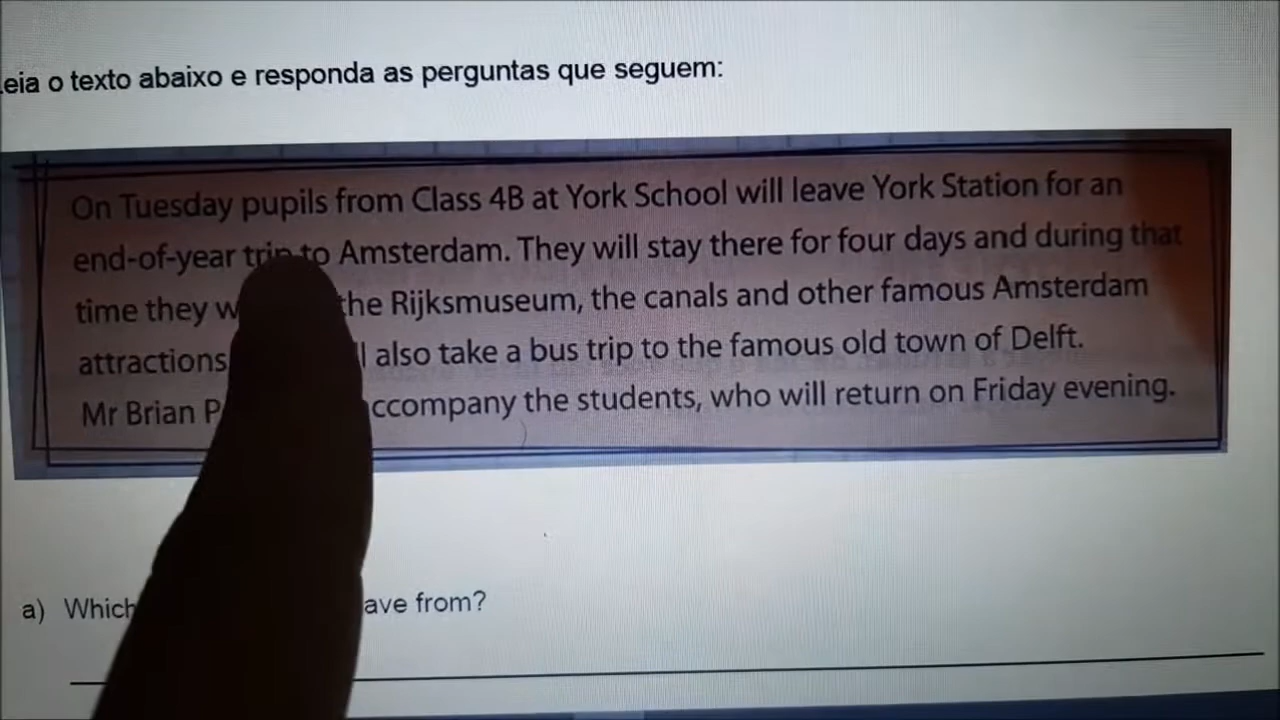 eia o texto abaixo e responda as perguntas que seguem:
On Tuesday pupils from Class 4B at York School will leave York Station for an
end-of-year trip to Amsterdam. They will stay there for four days and during that
time they the Rijksmuseum, the canals and other famous Amsterdam
attractions also take a bus trip to the famous old town of Delft.
Mr Brian the students, who will return on Friday evening.
a) Which from?